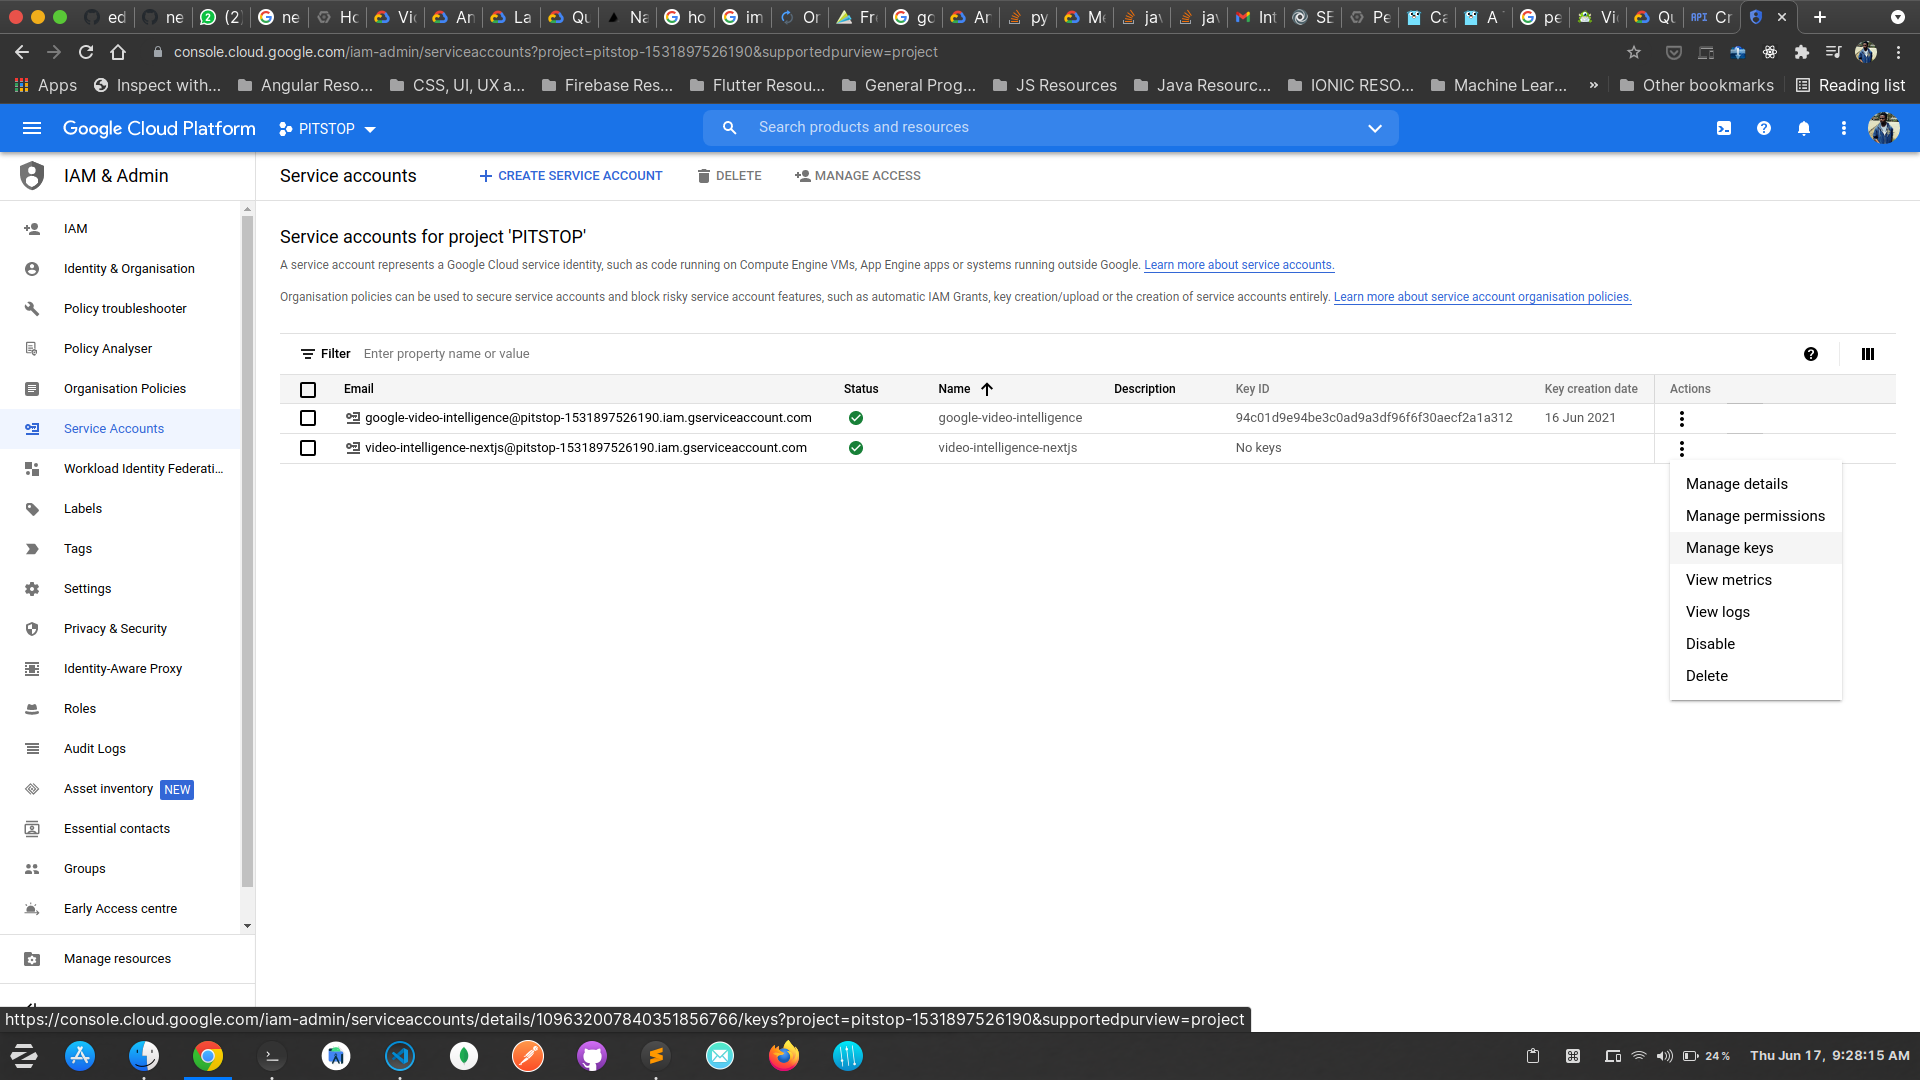 ed
ne
(2)
ne
Ho
Vic
An
La
Qu
Na
ho
im
Or
Fre
go
Ar
py
Me
jav
jav
Int
SE
Pe
Ca
A
pe
Vi
Qu
API Cr
console.cloud.google.com/iam-admin/serviceaccounts?project=pitstop-1531897526190&supportedpurview=project
Apps
Inspect with...
Angular Reso...
CSS, UI, UX a...
Firebase Res...
Flutter Resou...
General Prog...
JS Resources
Java Resourc...
IONIC RESO...
Machine Lear...
»
Other bookmarks
Reading list
Google Cloud Platform
PITSTOP
Search products and resources
IAM & Admin
Service accounts
CREATE SERVICE ACCOUNT
DELETE
MANAGE ACCESS
IAM
Identity & Organisation
Policy troubleshooter
Policy Analyser
Organisation Policies
Service Accounts
Workload Identity Federati...
Labels
Tags
Settings
Privacy & Security
Identity-Aware Proxy
Roles
Audit Logs
Asset inventory NEW
Essential contacts
Groups
Early Access centre
Manage resources
Service accounts for project 'PITSTOP'
A service account represents a Google Cloud service identity, such as code running on Compute Engine VMs, App Engine apps or systems running outside Google. Learn more about service accounts.
Organisation policies can be used to secure service accounts and block risky service account features, such as automatic IAM Grants, key creation/upload or the creation of service accounts entirely. Learn more about service account organisation policies.
Filter Enter property name or value
Email Status Name Description Key ID Key creation date Actions
google-video-intelligence@pitstop-1531897526190.iam.gserviceaccount.com google-video-intelligence 94c01d9e94be3c0ad9a3df96f6f30aecf2a1a312 16 Jun 2021
video-intelligence-nextjs@pitstop-1531897526190.iam.gserviceaccount.com video-intelligence-nextjs No keys
Manage details
Manage permissions
Manage keys
View metrics
View logs
Disable
Delete
https://console.cloud.google.com/iam-admin/serviceaccounts/details/109632007840351856766/keys?project=pitstop-1531897526190&supportedpurview=project
24 %
Thu Jun 17, 9:28:15 AM